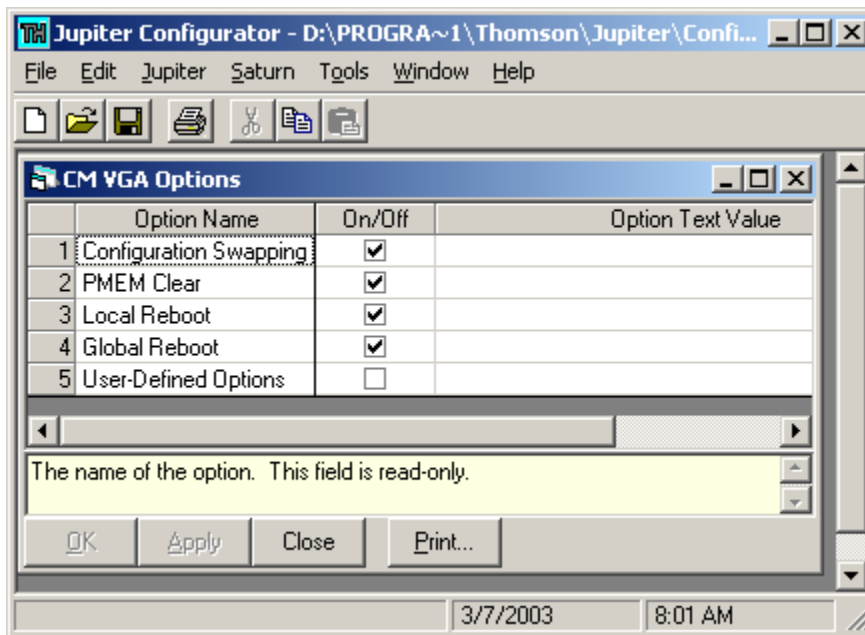 TH Jupiter Configurator - D:\PROGRA~1\Thomson\Jupiter\Confi...
File Edit Jupiter Saturn Tools Window Help
CM VGA Options
Option Name On/Off Option Text Value
1 Configuration Swapping
2 PMEM Clear
3 Local Reboot
4 Global Reboot
5 User-Defined Options
The name of the option. This field is read-only.
OK Apply Close Print...
3/7/2003 8:01 AM